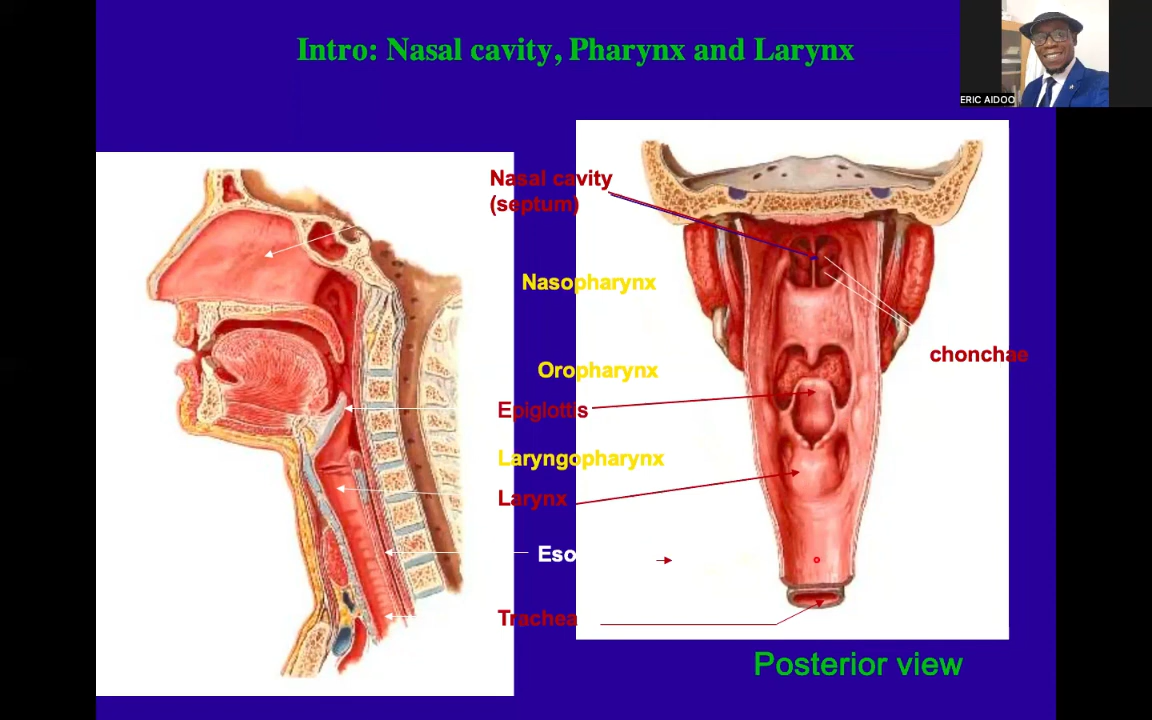 Intro: Nasal cavity, Pharynx and Larynx
ERIC AIDOO
Nasal cavity
(septum)
Nasopharynx
chonchae
Oropharynx
Epiglottis
Laryngopharynx
Larynx
Eso
Trachea
Posterior view